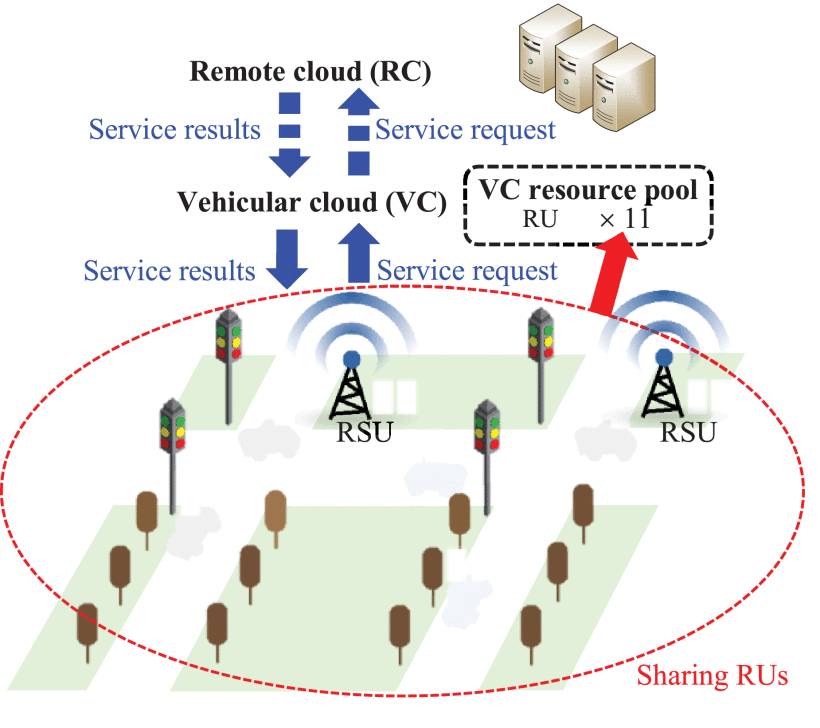 Remote cloud (RC)
Service results
Service request
Vehicular cloud (VC)
VC resource pool
RU × 11
Service results
Service request
RSU
RSU
Sharing RUs